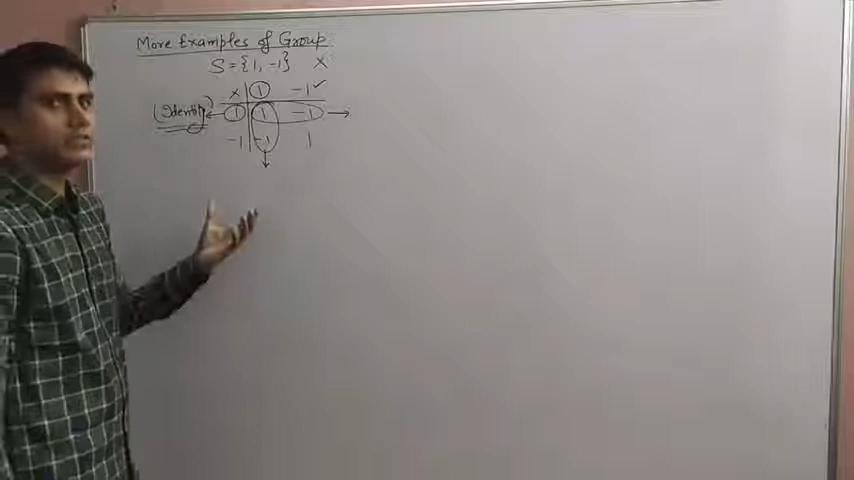 More Examples of Group
S = {1, -1} ×
× 1 -1 ✓
(Identity) ← 1 1 -1 →
-1 -1 1
↓